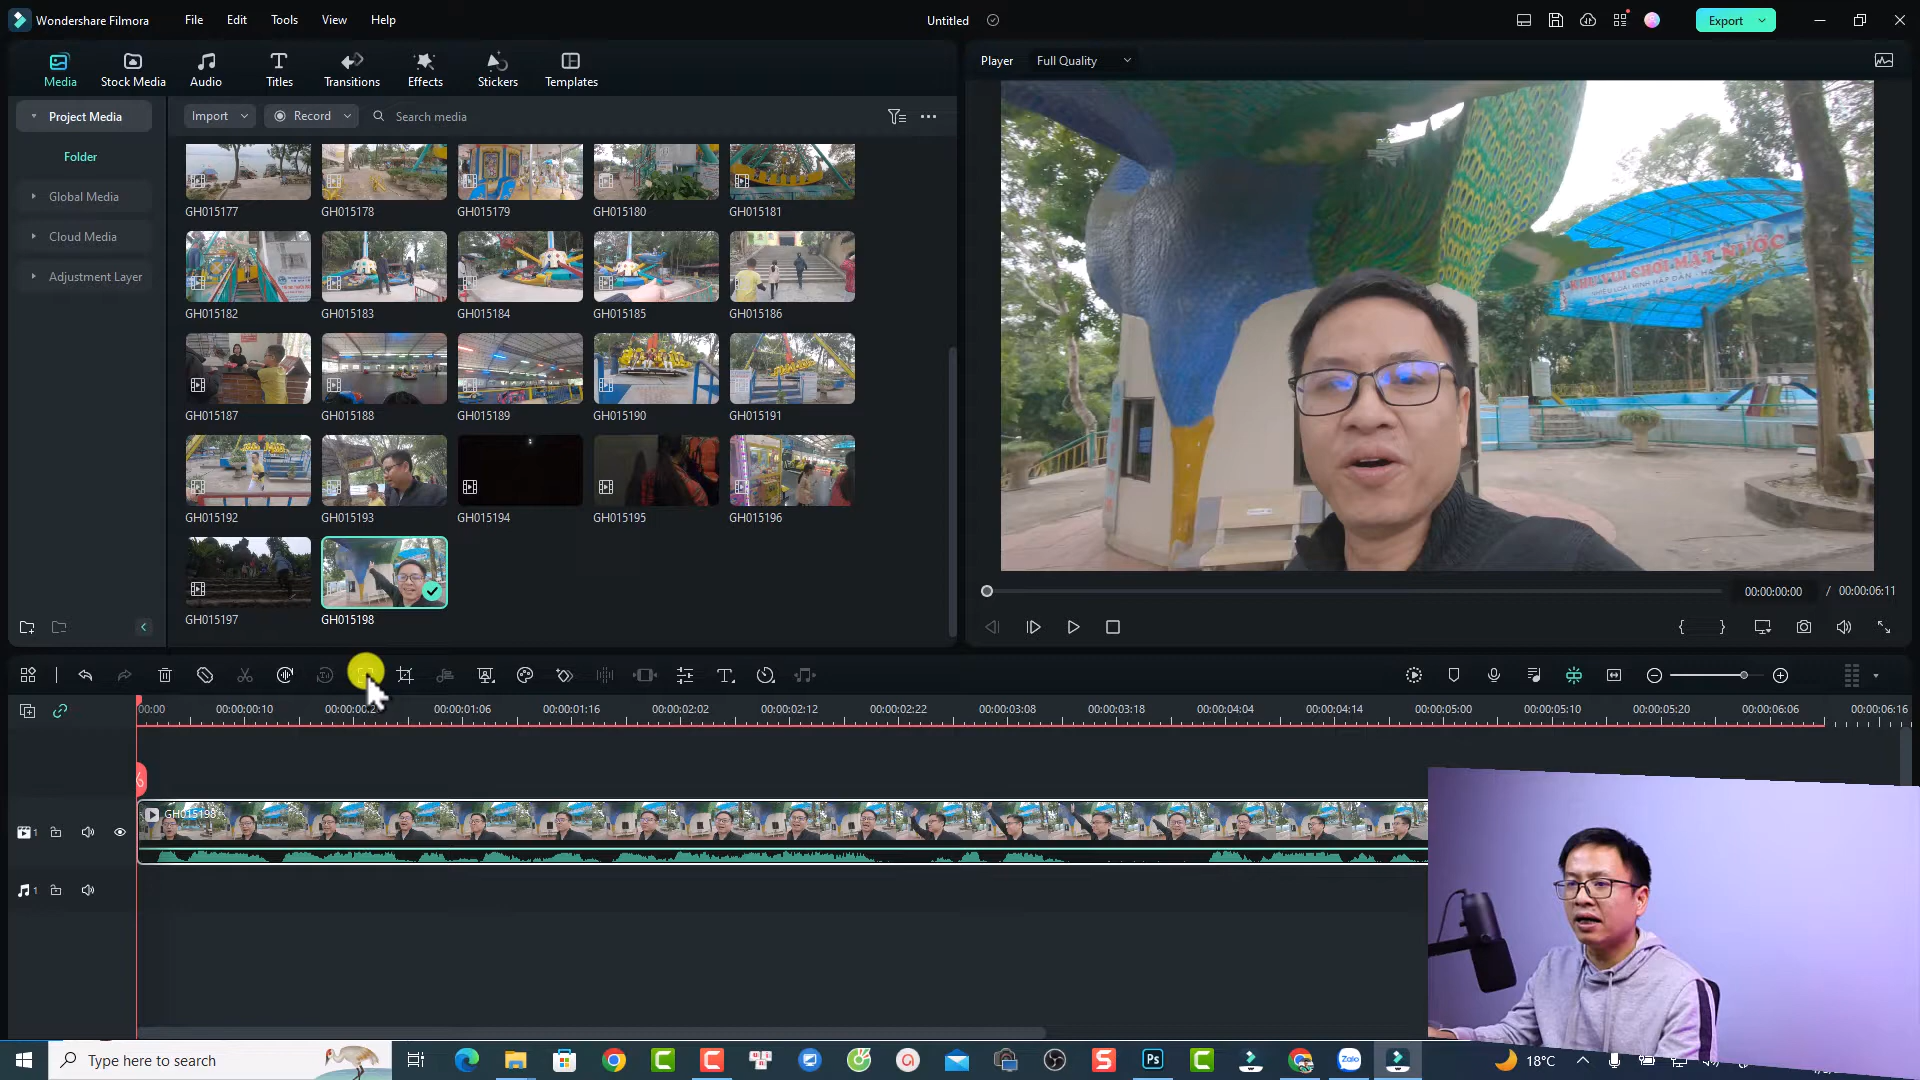 Wondershare Filmora
File
Edit
Tools
View
Help
Untitled
Export
Media
Stock Media
Audio
Titles
Transitions
Effects
Stickers
Templates
Player
Full Quality
Project Media
Import
Record
Search media
Folder
Global Media
Cloud Media
Adjustment Layer
GH015177
GH015178
GH015179
GH015180
GH015181
GH015182
GH015183
GH015184
GH015185
GH015186
GH015187
GH015188
GH015189
GH015190
GH015191
GH015192
GH015193
GH015194
GH015195
GH015196
GH015197
GH015198
00:00:00:00 / 00:00:06:11
00:00
00:00:00:10
00:00:01:06
00:00:01:16
00:00:02:02
00:00:02:12
00:00:02:22
00:00:03:08
00:00:03:18
00:00:04:04
00:00:04:14
00:00:05:00
00:00:05:10
00:00:05:20
00:00:06:06
00:00:06:16
GH015198
1
1
Type here to search
Ps
Zalo
18°C